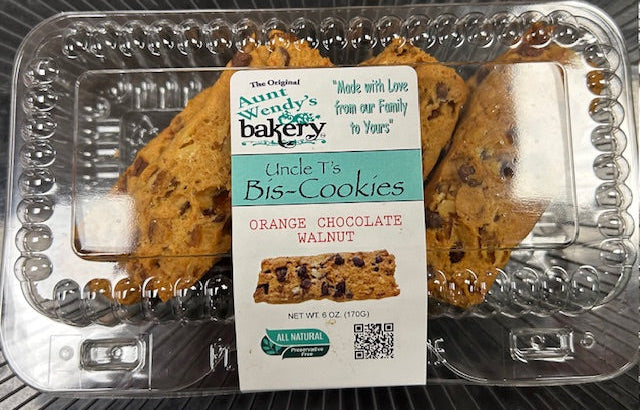 The Original
Aunt
Wendy's
bakery
"Made with Love
from our Family
to Yours"
Uncle T's
Bis-Cookies
ORANGE CHOCOLATE
WALNUT
NET WT. 6 OZ. (170G)
ALL NATURAL
Preservative
Free